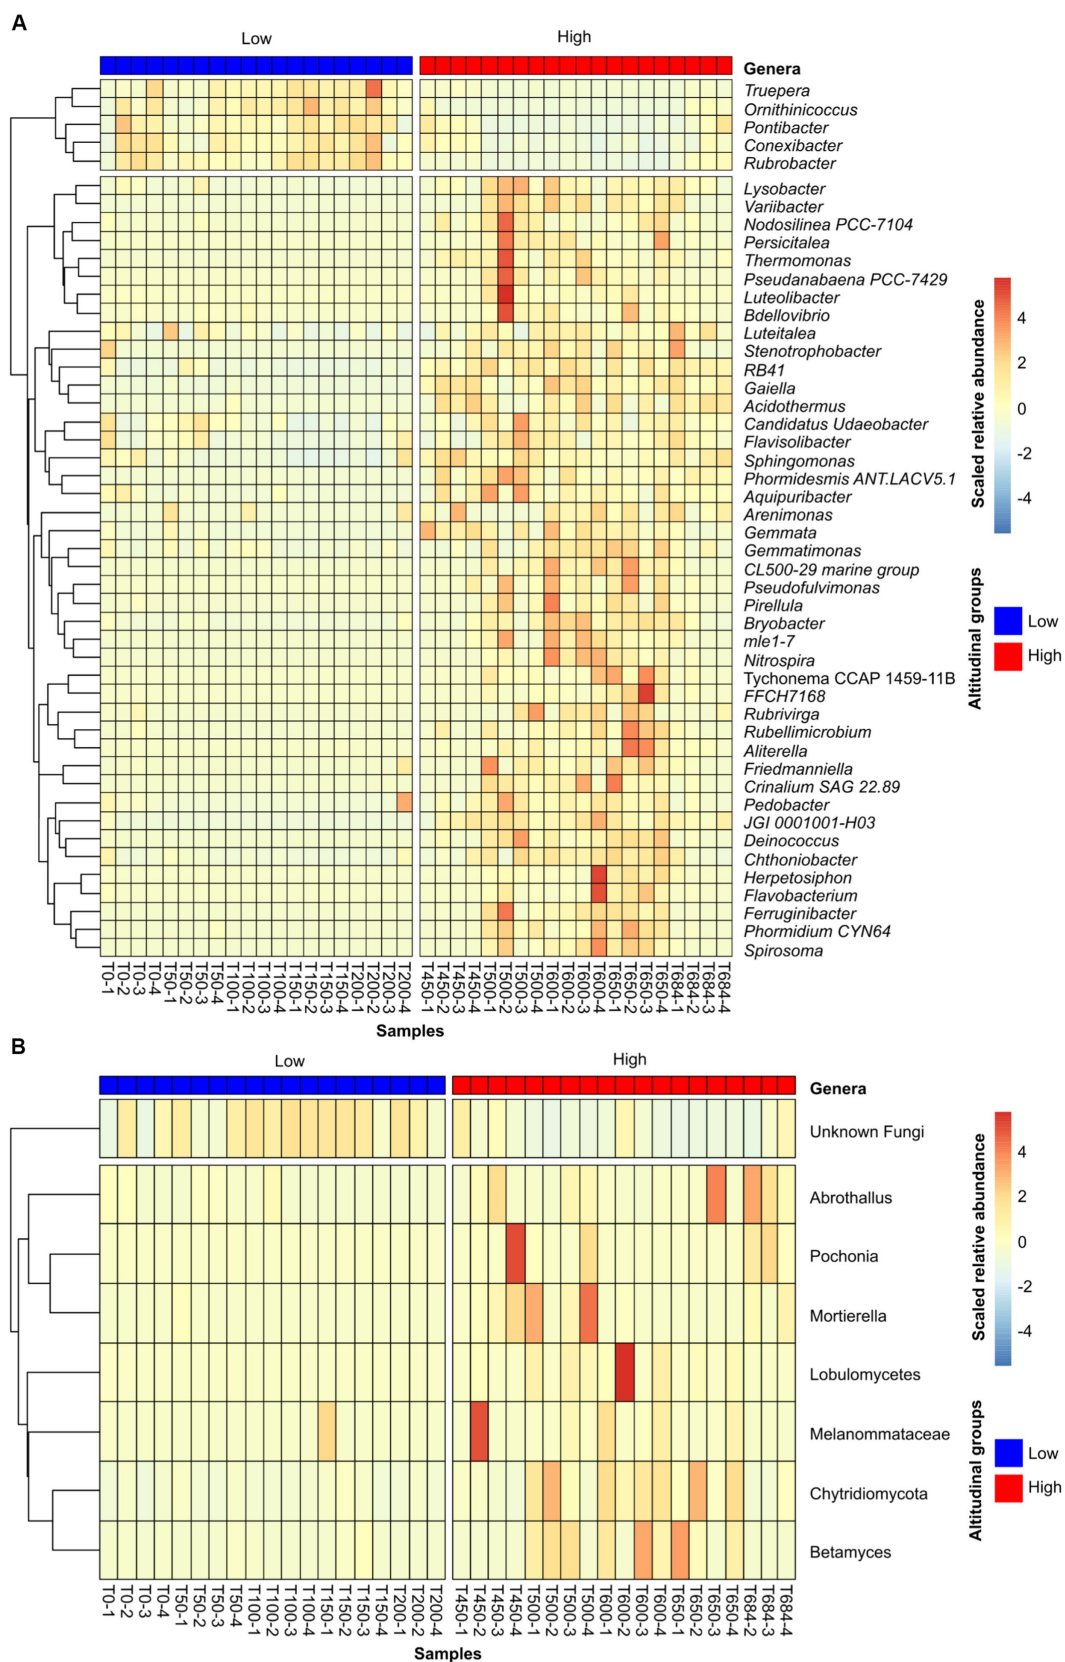 A
Low
High
Genera
Truepera
Ornithinicoccus
Pontibacter
Conexibacter
Rubrobacter
Lysobacter
Variibacter
Nodosilinea PCC-7104
Persicitalea
Thermomonas
Pseudanabaena PCC-7429
Luteolibacter
Bdellovibrio
Luteitalea
Stenotrophobacter
RB41
Gaiella
Acidothermus
Candidatus Udaeobacter
Flavisolibacter
Sphingomonas
Phormidesmis ANT.LACV5.1
Aquipuribacter
Arenimonas
Gemmata
Gemmatimonas
CL500-29 marine group
Pseudofulvimonas
Pirellula
Bryobacter
mle1-7
Nitrospira
Tychonema CCAP 1459-11B
FFCH7168
Rubrivirga
Rubellimicrobium
Aliterella
Friedmanniella
Crinalium SAG 22.89
Pedobacter
JGI 0001001-H03
Deinococcus
Chthoniobacter
Herpetosiphon
Flavobacterium
Ferruginibacter
Phormidium CYN64
Spirosoma
Scaled relative abundance
4
2
0
-2
-4
Altitudinal groups
Low
High
T0-1
T0-2
T0-3
T0-4
T50-1
T50-2
T50-3
T50-4
T100-1
T100-2
T100-3
T100-4
T150-1
T150-2
T150-3
T150-4
T200-1
T200-2
T200-3
T200-4
T450-1
T450-2
T450-3
T450-4
T500-1
T500-2
T500-3
T500-4
T600-1
T600-2
T600-3
T600-4
T650-1
T650-2
T650-3
T650-4
T684-1
T684-2
T684-3
T684-4
Samples
B
Low
High
Genera
Unknown Fungi
Abrothallus
Pochonia
Mortierella
Lobulomycetes
Melanommataceae
Chytridiomycota
Betamyces
Scaled relative abundance
4
2
0
-2
-4
Altitudinal groups
Low
High
T0-1
T0-2
T0-3
T0-4
T50-1
T50-2
T50-3
T50-4
T100-1
T100-2
T100-3
T100-4
T150-1
T150-2
T150-3
T150-4
T200-1
T200-2
T200-4
T450-1
T450-2
T450-3
T450-4
T500-1
T500-2
T500-3
T500-4
T600-1
T600-2
T600-3
T600-4
T650-1
T650-2
T650-3
T650-4
T684-2
T684-3
T684-4
Samples